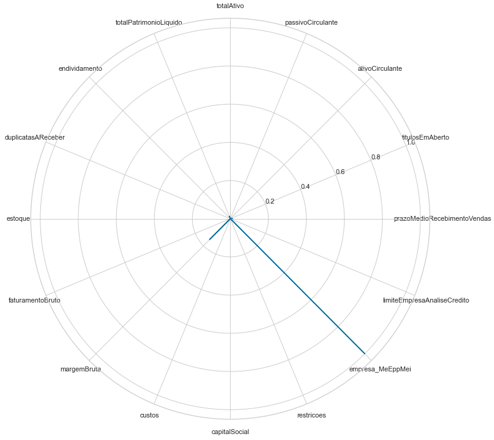 totalAtivo
totalPatrimonioLiquido
passivoCirculante
endividamento
ativoCirculante
duplicatasAReceber
titulosEmAberto
1.0
0.8
0.6
0.4
0.2
estoque
prazoMedioRecebimentoVendas
faturamentoBruto
limiteEmpresaAnaliseCredito
margemBruta
empresa_MeEppMei
custos
restricoes
capitalSocial